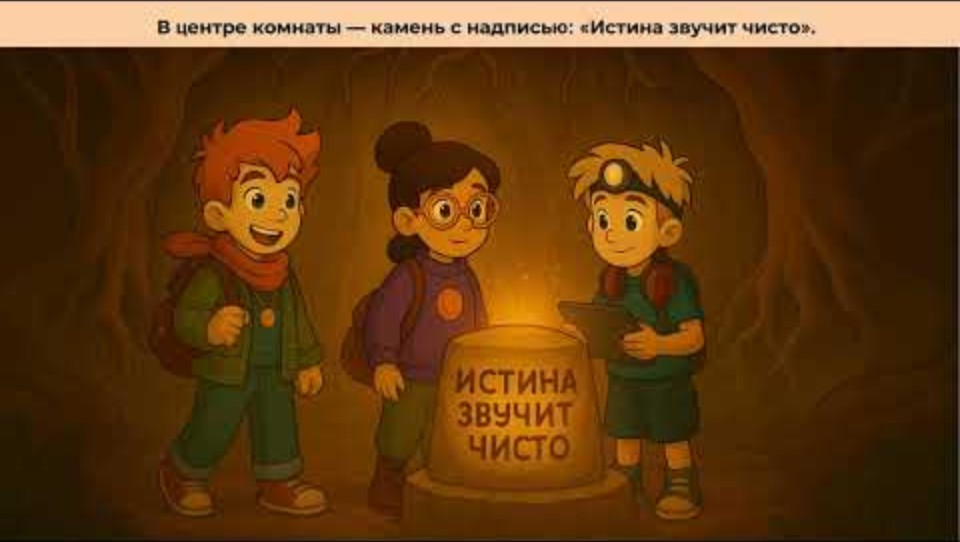 В центре комнаты — камень с надписью: «Истина звучит чисто».
ИСТИНА
ЗВУЧИТ
ЧИСТО